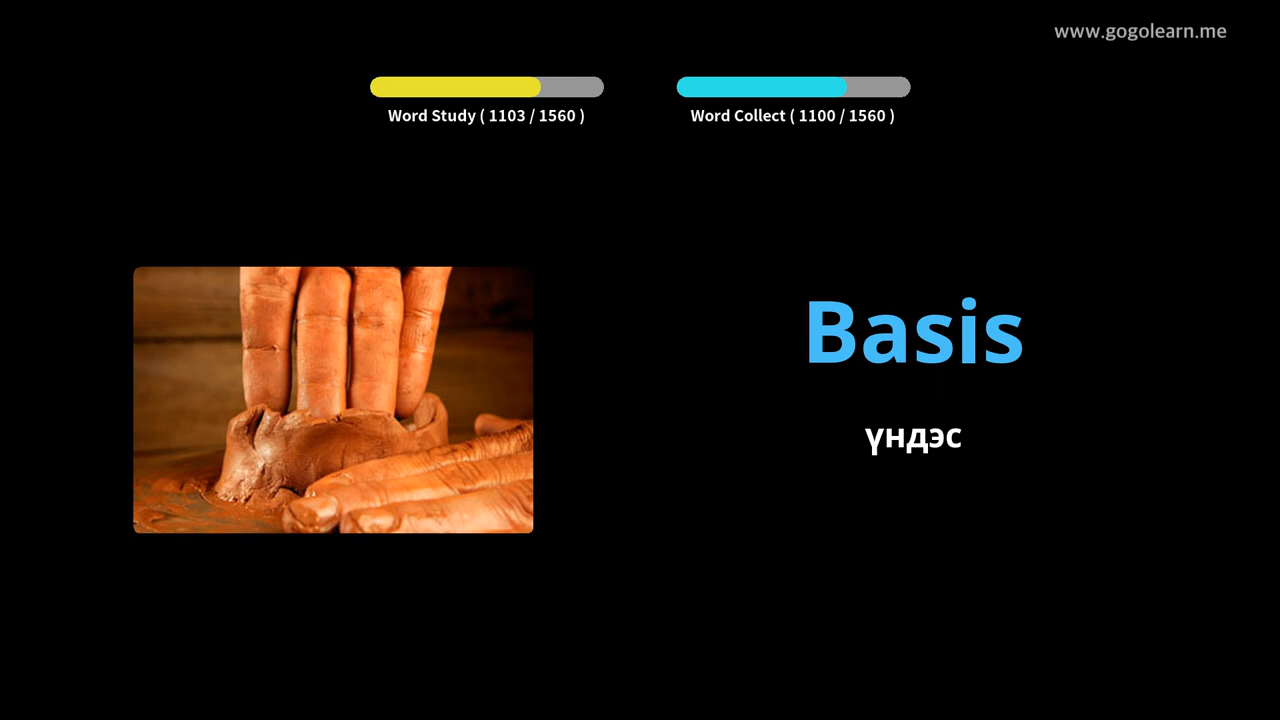 www.gogolearn.me
Word Study ( 1103 / 1560 )
Word Collect ( 1100 / 1560 )
Basis
үндэс